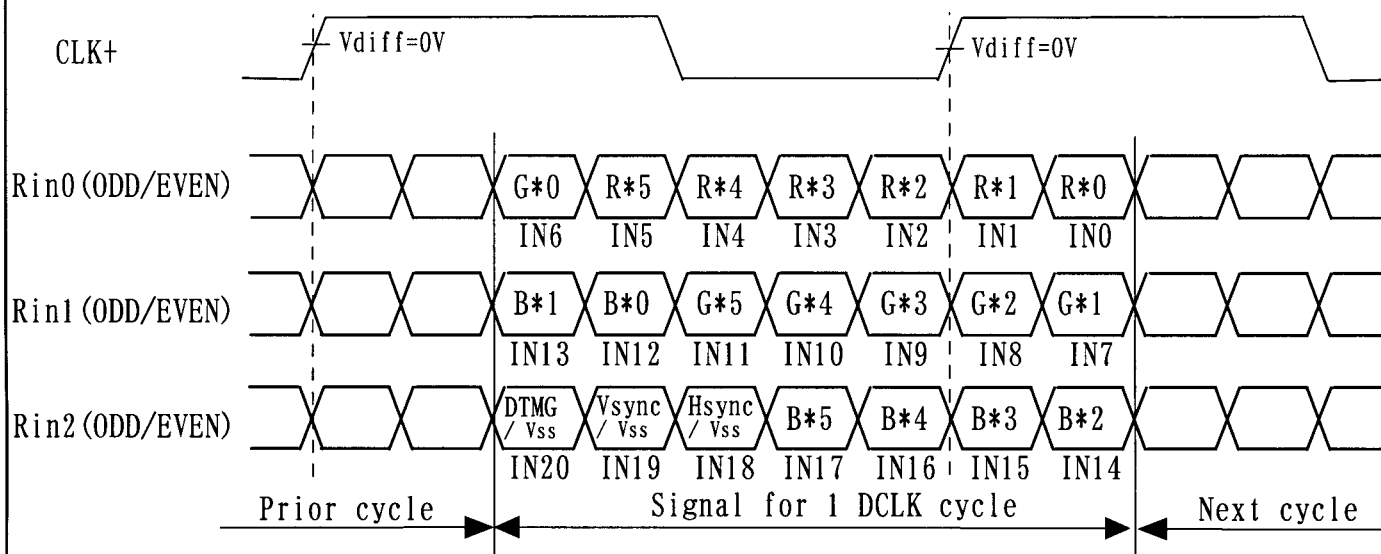 CLK+
Vdiff=0V
Vdiff=0V
Rin0(ODD/EVEN)
G*0 R*5 R*4 R*3 R*2 R*1 R*0
IN6 IN5 IN4 IN3 IN2 IN1 IN0
Rin1(ODD/EVEN)
B*1 B*0 G*5 G*4 G*3 G*2 G*1
IN13 IN12 IN11 IN10 IN9 IN8 IN7
Rin2(ODD/EVEN)
DTMG / Vss Vsync / Vss Hsync / Vss B*5 B*4 B*3 B*2
IN20 IN19 IN18 IN17 IN16 IN15 IN14
Prior cycle Signal for 1 DCLK cycle Next cycle